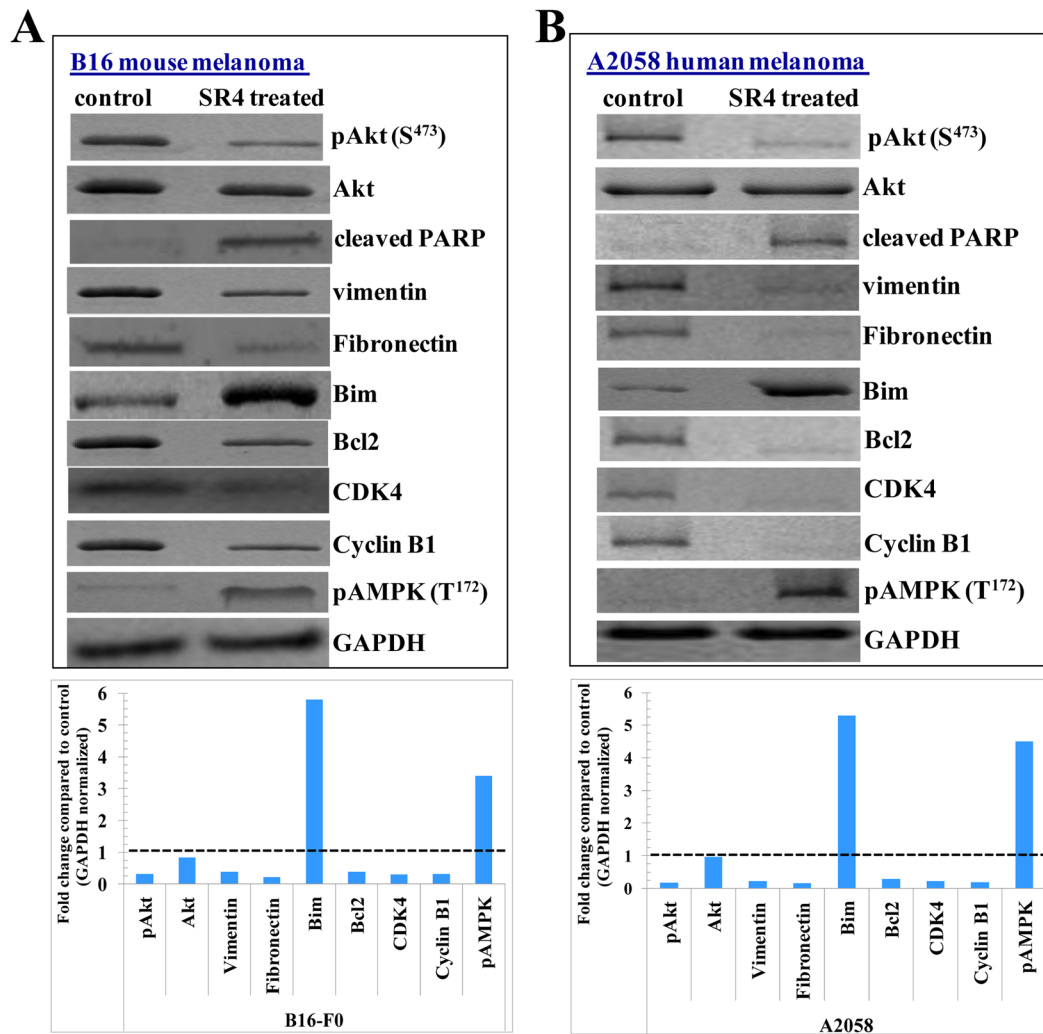 A
B16 mouse melanoma
control SR4 treated
pAkt (S473)
Akt
cleaved PARP
vimentin
Fibronectin
Bim
Bcl2
CDK4
Cyclin B1
pAMPK (T172)
GAPDH
Fold change compared to control
(GAPDH normalized)
6
5
4
3
2
1
0
pAkt
Akt
Vimentin
Fibronectin
Bim
Bcl2
CDK4
Cyclin B1
pAMPK
B16-F0
B
A2058 human melanoma
control SR4 treated
pAkt (S473)
Akt
cleaved PARP
vimentin
Fibronectin
Bim
Bcl2
CDK4
Cyclin B1
pAMPK (T172)
GAPDH
Fold change compared to control
(GAPDH normalized)
6
5
4
3
2
1
0
pAkt
Akt
Vimentin
Fibronectin
Bim
Bcl2
CDK4
Cyclin B1
pAMPK
A2058